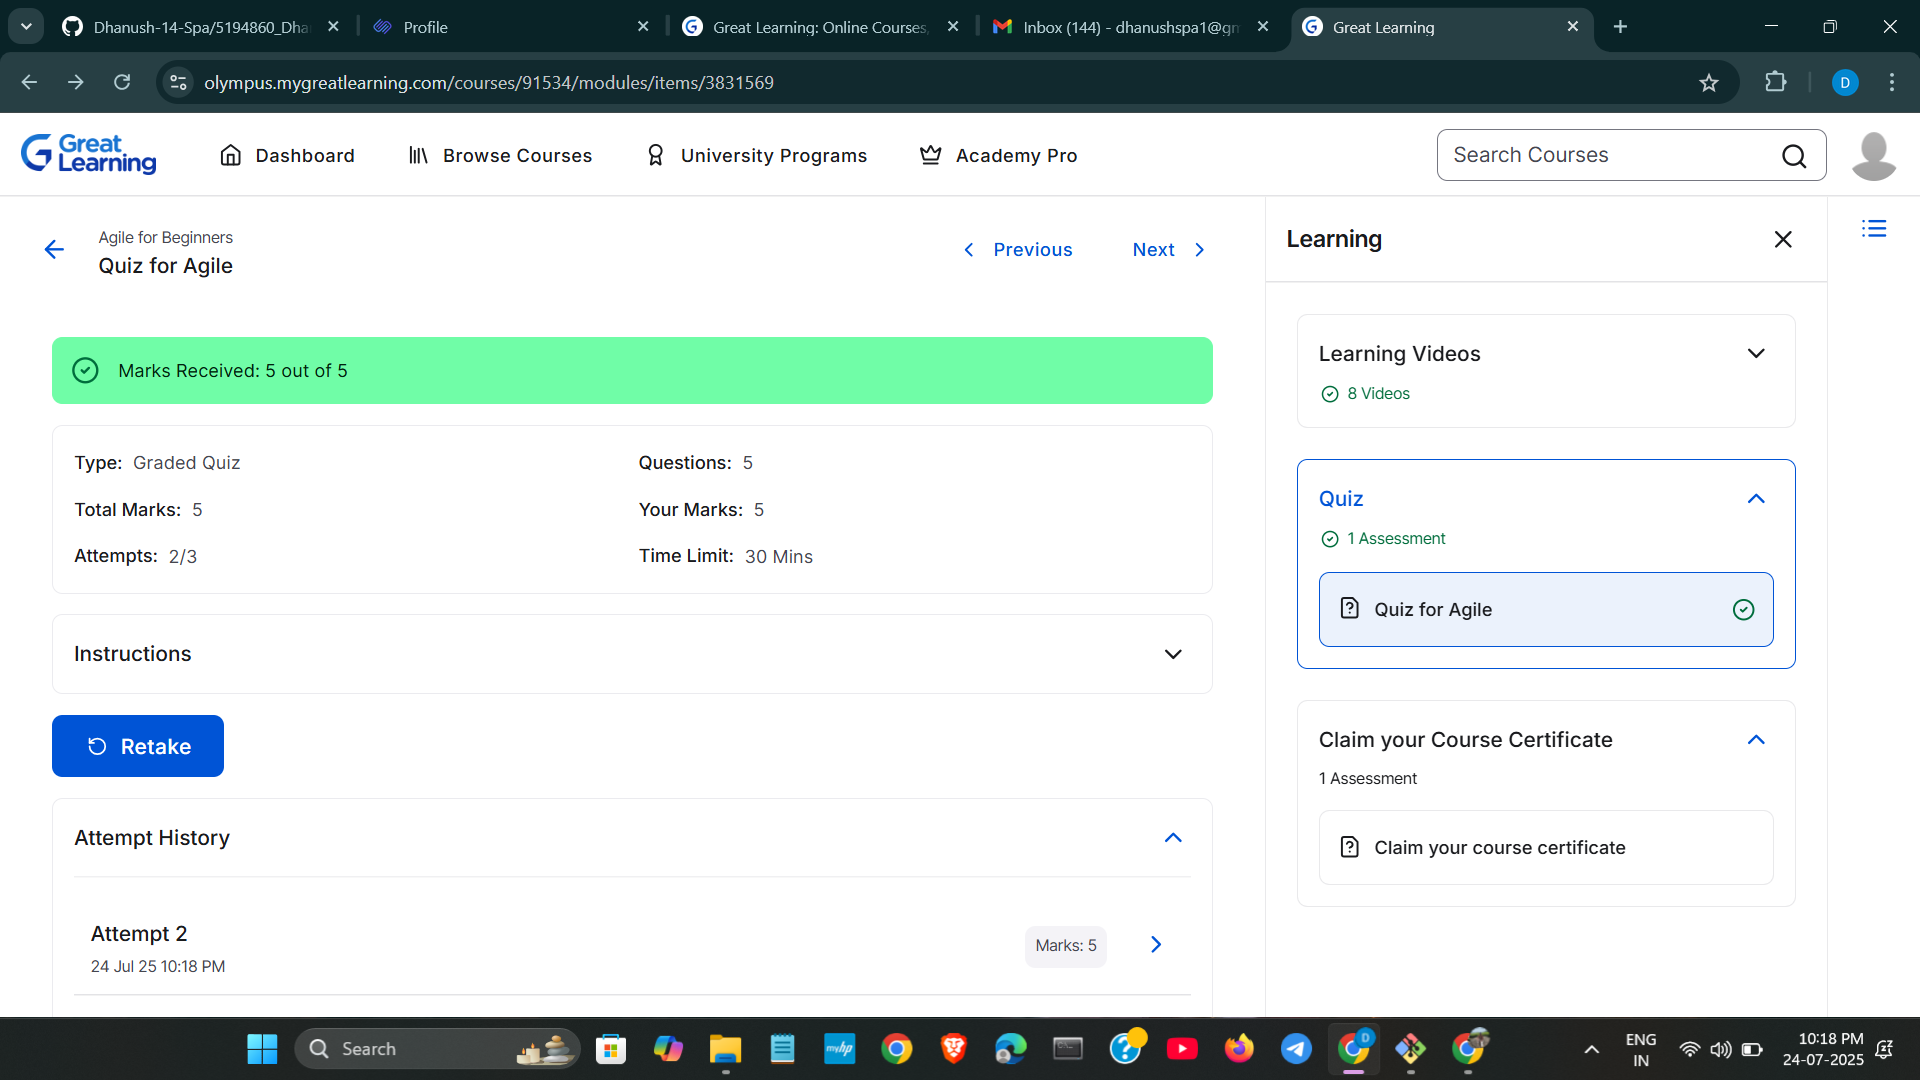 Dhanush-14-Spa/5194860_Dha
Profile
Great Learning: Online Courses,
Inbox (144) - dhanushspa1@gm
Great Learning
olympus.mygreatlearning.com/courses/91534/modules/items/3831569
D
Great Learning
Dashboard
Browse Courses
University Programs
Academy Pro
Search Courses
Agile for Beginners
Quiz for Agile
Previous
Next
Marks Received: 5 out of 5
Type: Graded Quiz
Questions: 5
Total Marks: 5
Your Marks: 5
Attempts: 2/3
Time Limit: 30 Mins
Instructions
Retake
Attempt History
Attempt 2
24 Jul 25 10:18 PM
Marks: 5
Learning
Learning Videos
8 Videos
Quiz
1 Assessment
Quiz for Agile
Claim your Course Certificate
1 Assessment
Claim your course certificate
Search
myhp
D
ENG
IN
10:18 PM
24-07-2025